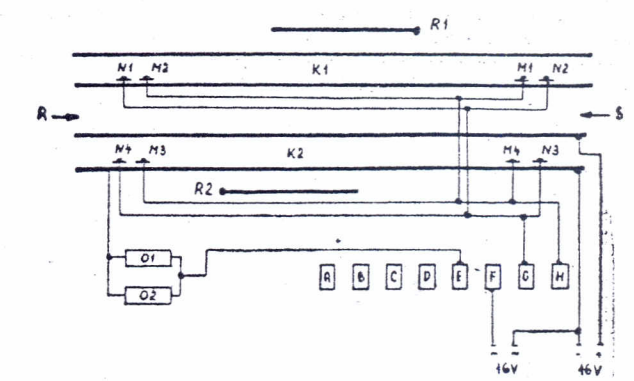 R1
N1 M2 K1 M1 N2
R S
N4 M3 K2 M4 N3
R2
O1
O2
A B C D E F G H
- ~ - +
16V 16V